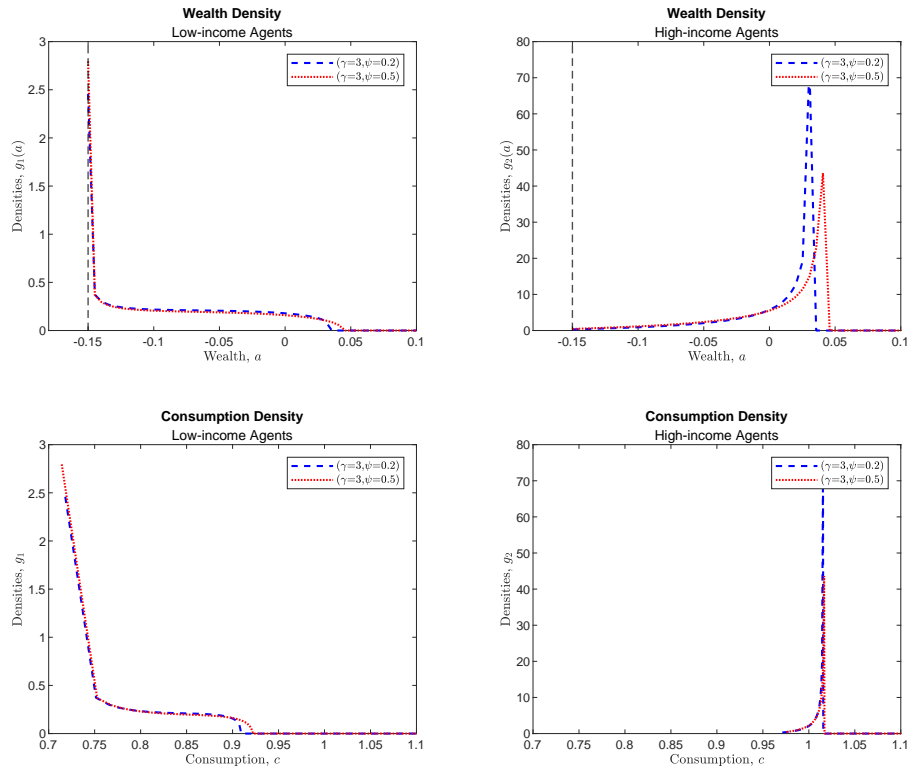 Wealth Density
Low-income Agents
(γ=3,ψ=0.2)
(γ=3,ψ=0.5)
Densities, g₁(a)
3
2.5
2
1.5
1
0.5
0
-0.15 -0.1 -0.05 0 0.05 0.1
Wealth, a
Wealth Density
High-income Agents
(γ=3,ψ=0.2)
(γ=3,ψ=0.5)
Densities, g₂(a)
80
70
60
50
40
30
20
10
0
-0.15 -0.1 -0.05 0 0.05 0.1
Wealth, a
Consumption Density
Low-income Agents
(γ=3,ψ=0.2)
(γ=3,ψ=0.5)
Densities, g₁
3
2.5
2
1.5
1
0.5
0
0.7 0.75 0.8 0.85 0.9 0.95 1 1.05 1.1
Consumption, c
Consumption Density
High-income Agents
(γ=3,ψ=0.2)
(γ=3,ψ=0.5)
Densities, g₂
80
70
60
50
40
30
20
10
0
0.7 0.75 0.8 0.85 0.9 0.95 1 1.05 1.1
Consumption, c